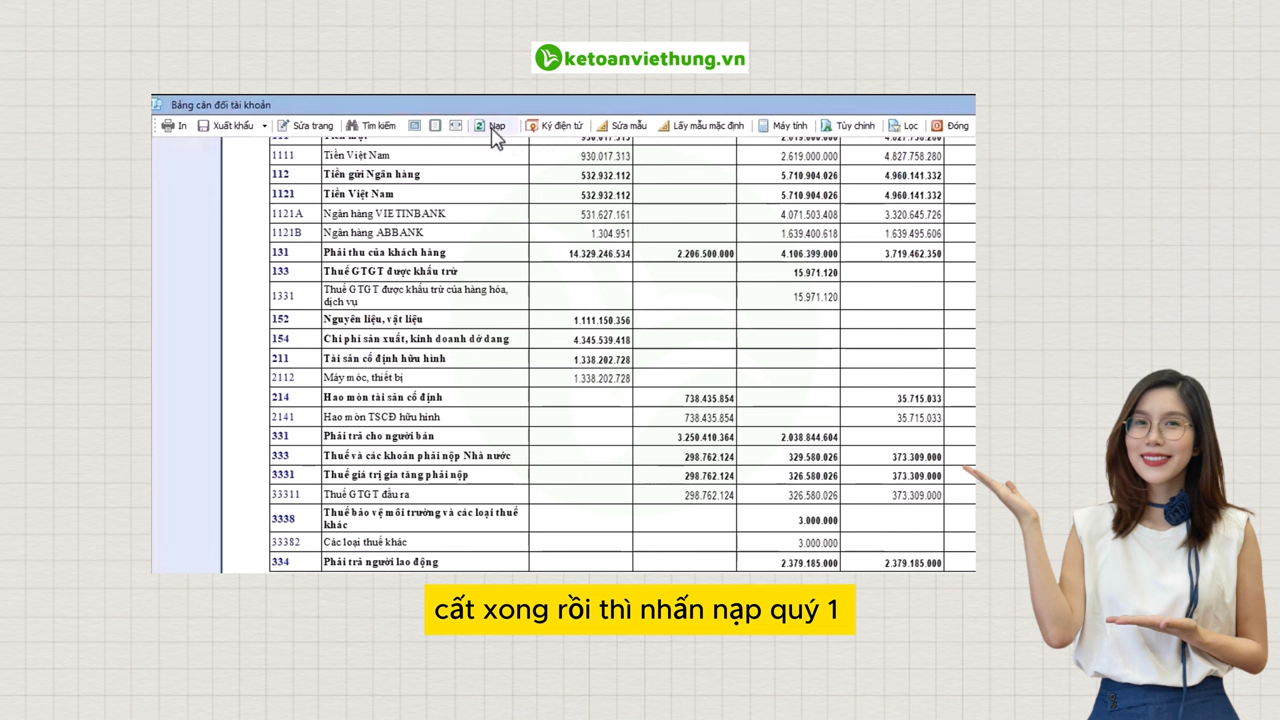 ketoanviethung.vn
Bảng cân đối tài khoản
In Xuất khẩu Sửa trang Tìm kiếm Nạp Ký điện tử Sửa mẫu Lấy mẫu mặc định Máy tính Tùy chỉnh Lọc Đóng
1111 Tiền Việt Nam 930.017.313 2.619.000.000 4.827.758.280
112 Tiền gửi Ngân hàng 532.932.112 5.710.904.026 4.960.141.332
1121 Tiền Việt Nam 532.932.112 5.710.904.026 4.960.141.332
1121A Ngân hàng VIETINBANK 531.627.161 4.071.503.408 3.320.645.726
1121B Ngân hàng ABBANK 1.304.951 1.639.400.618 1.639.495.606
131 Phải thu của khách hàng 14.329.246.534 2.206.500.000 4.106.399.000 3.719.462.350
133 Thuế GTGT được khấu trừ 15.971.120
1331 Thuế GTGT được khấu trừ của hàng hóa, dịch vụ 15.971.120
152 Nguyên liệu, vật liệu 1.111.150.356
154 Chi phí sản xuất, kinh doanh dở dang 4.345.539.418
211 Tài sản cố định hữu hình 1.338.202.728
2112 Máy móc, thiết bị 1.338.202.728
214 Hao mòn tài sản cố định 738.435.854 35.715.033
2141 Hao mòn TSCĐ hữu hình 738.435.854 35.715.033
331 Phải trả cho người bán 3.250.410.364 2.038.844.604
333 Thuế và các khoản phải nộp Nhà nước 298.762.124 329.580.026 373.309.000
3331 Thuế giá trị gia tăng phải nộp 298.762.124 326.580.026 373.309.000
33311 Thuế GTGT đầu ra 298.762.124 326.580.026 373.309.000
3338 Thuế bảo vệ môi trường và các loại thuế khác 3.000.000
33382 Các loại thuế khác 3.000.000
334 Phải trả người lao động 2.379.185.000 2.379.185.000
cất xong rồi thì nhấn nạp quý 1